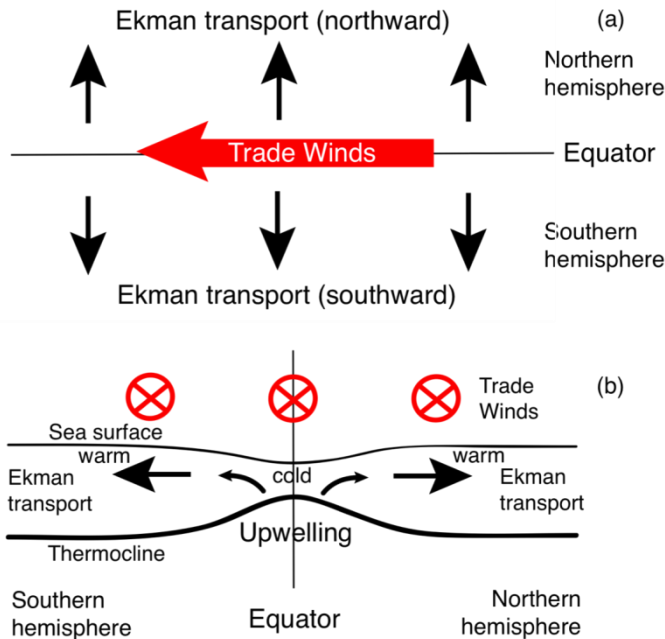 Ekman transport (northward)
(a)
Northern
hemisphere
Trade Winds
Equator
Southern
hemisphere
Ekman transport (southward)
(b)
Trade
Winds
Sea surface
warm
cold
warm
Ekman
transport
Ekman
transport
Upwelling
Thermocline
Southern
hemisphere
Equator
Northern
hemisphere